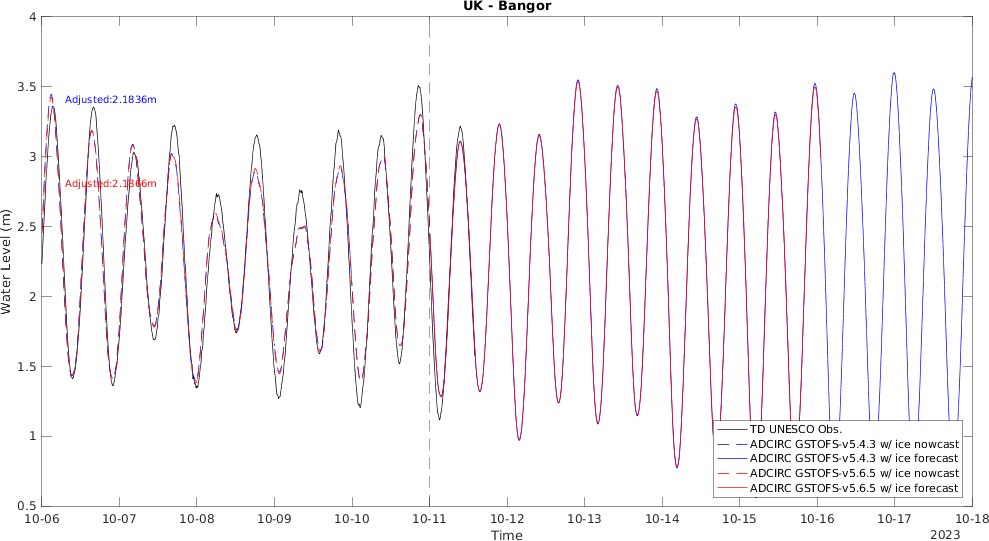 UK - Bangor
4
3.5
3
2.5
2
1.5
1
0.5
Water Level (m)
Adjusted:2.1836m
Adjusted:2.1866m
TD UNESCO Obs.
ADCIRC GSTOFS-v5.4.3 w/ ice nowcast
ADCIRC GSTOFS-v5.4.3 w/ ice forecast
ADCIRC GSTOFS-v5.6.5 w/ ice nowcast
ADCIRC GSTOFS-v5.6.5 w/ ice forecast
10-06 10-07 10-08 10-09 10-10 10-11 10-12 10-13 10-14 10-15 10-16 10-17 10-18
Time
2023